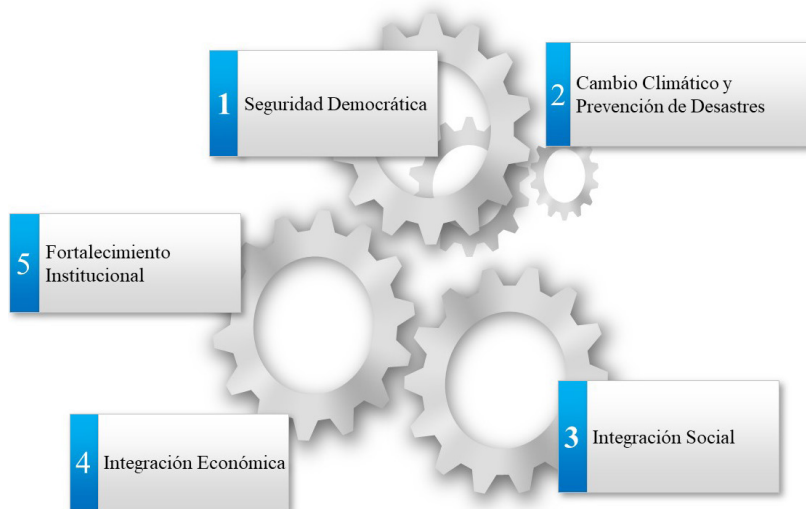 1 Seguridad Democrática
2 Cambio Climático y
Prevención de Desastres
3 Integración Social
4 Integración Económica
5 Fortalecimiento
Institucional